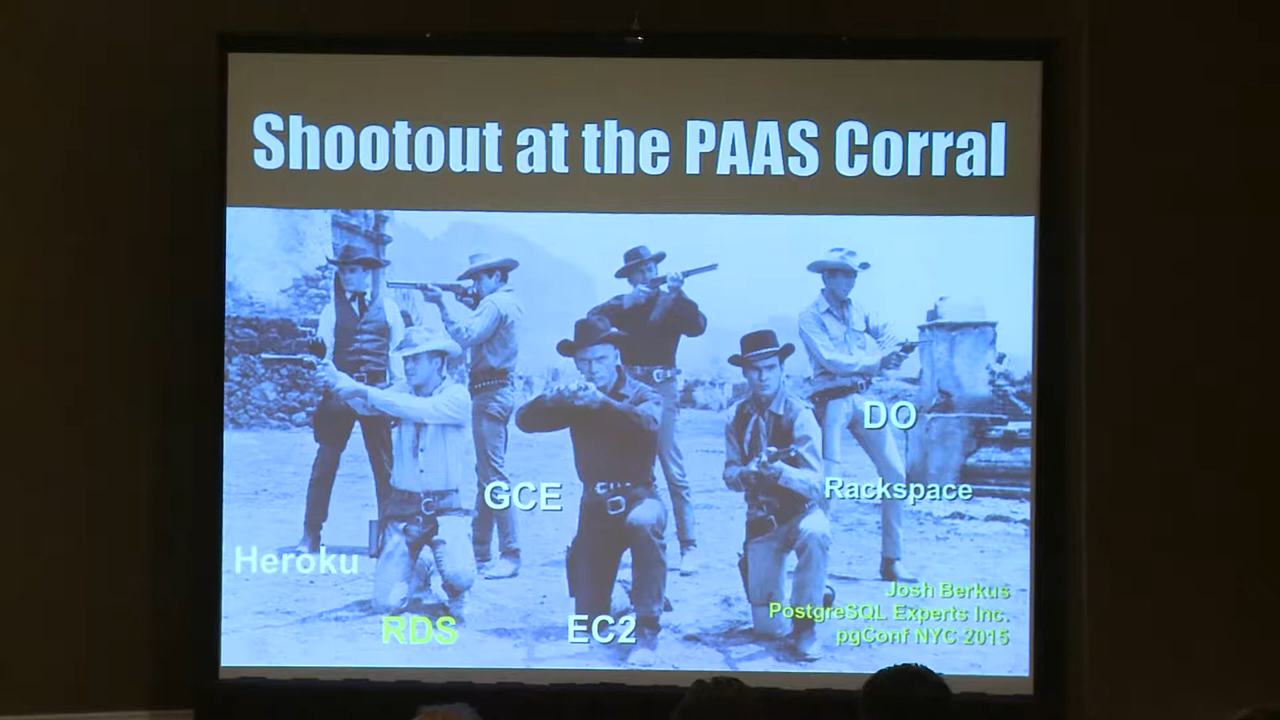 Shootout at the PAAS Corral
DO
GCE
Rackspace
Heroku
RDS
EC2
Josh Berkus
PostgreSQL Experts Inc.
pgConf NYC 2015